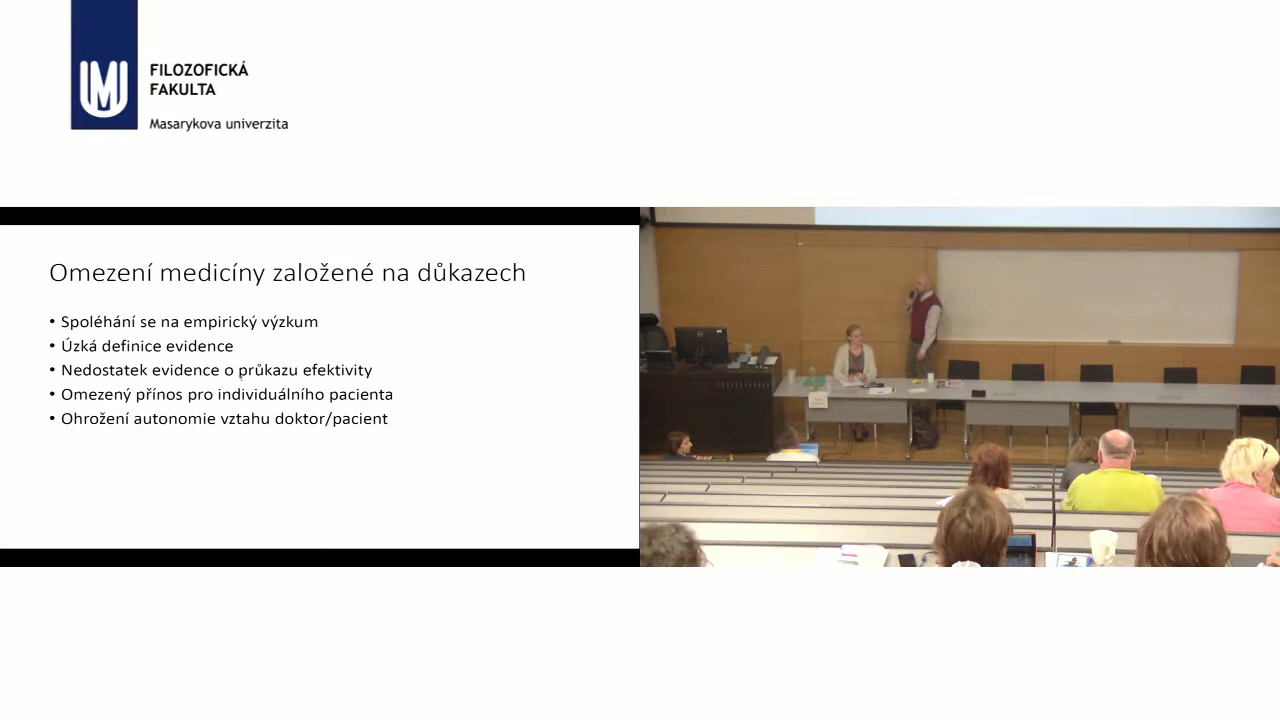 FILOZOFICKÁ
FAKULTA
Masarykova univerzita
Omezení medicíny založené na důkazech
• Spoléhání se na empirický výzkum
• Úzká definice evidence
• Nedostatek evidence o průkazu efektivity
• Omezený přínos pro individuálního pacienta
• Ohrožení autonomie vztahu doktor/pacient